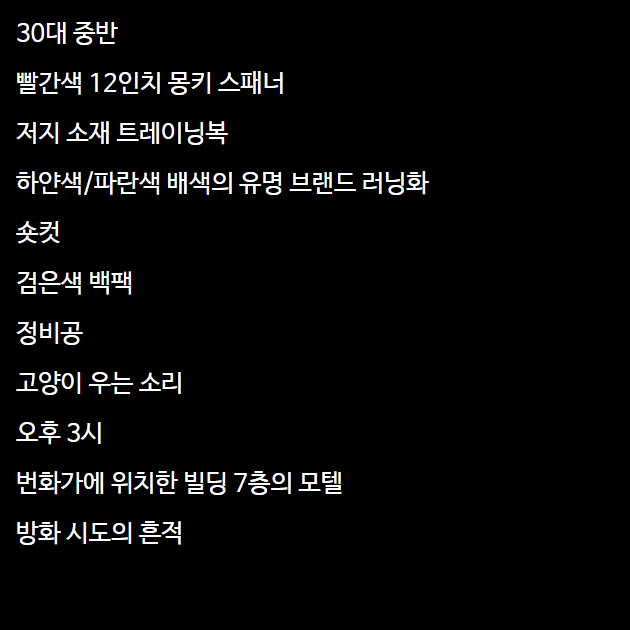 30대 중반
빨간색 12인치 몽키 스패너
저지 소재 트레이닝복
하얀색/파란색 배색의 유명 브랜드 러닝화
숏컷
검은색 백팩
정비공
고양이 우는 소리
오후 3시
번화가에 위치한 빌딩 7층의 모텔
방화 시도의 흔적